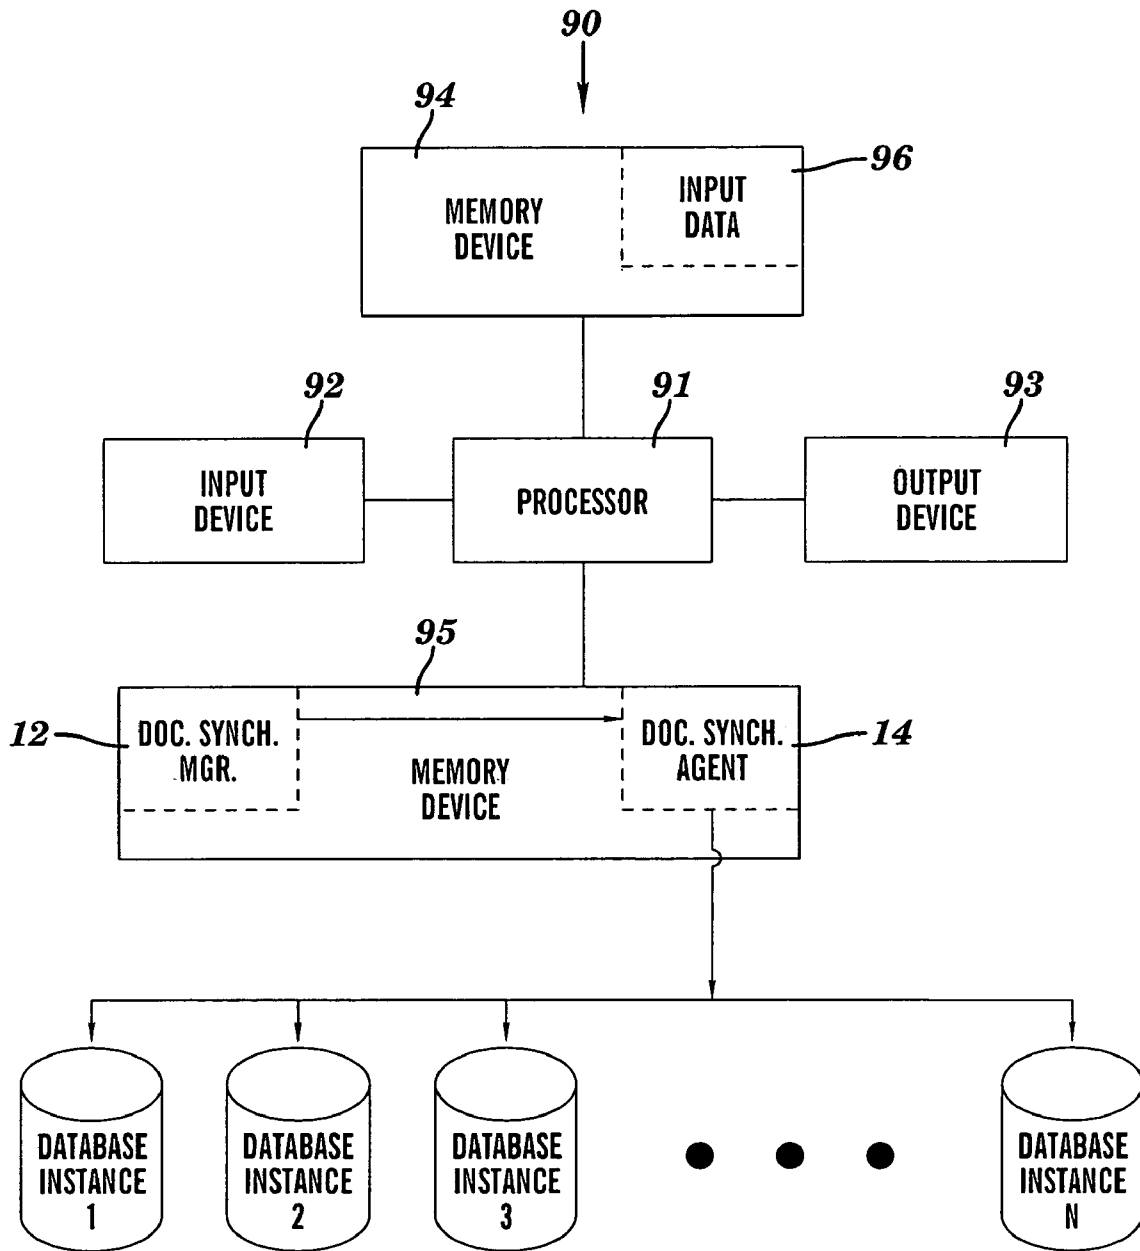 90
94
96
MEMORY
DEVICE
INPUT
DATA
92
91
93
INPUT
DEVICE
PROCESSOR
OUTPUT
DEVICE
95
12
DOC. SYNCH.
MGR.
MEMORY
DEVICE
DOC. SYNCH.
AGENT
14
DATABASE
INSTANCE
1
DATABASE
INSTANCE
2
DATABASE
INSTANCE
3
DATABASE
INSTANCE
N